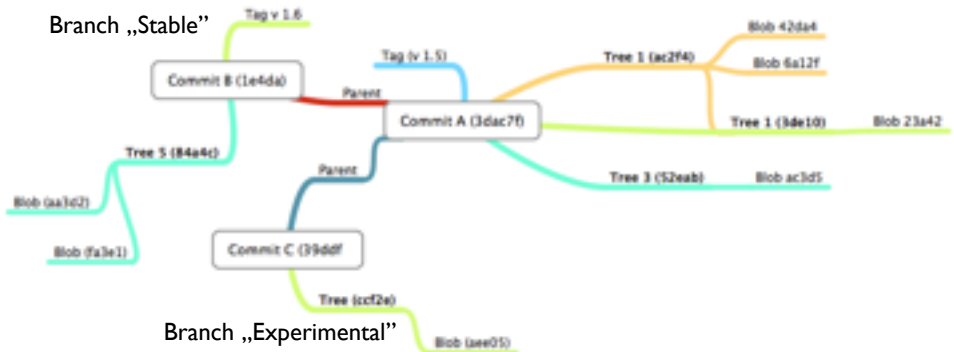 Branch „Stable”
Tag v 1.6
Commit B (1e4da)
Parent
Tag (v 1.5)
Commit A (3dac7f)
Tree 1 (ac2f4)
Blob 42da4
Blob 6a12f
Tree 1 (3de10)
Blob 23a42
Tree 3 (52eab)
Blob ac3d5
Tree 5 (84a4c)
Blob (aa3d2)
Blob (fa3e1)
Parent
Commit C (39ddf
Tree (ccf2e)
Branch „Experimental”
Blob (aee05)